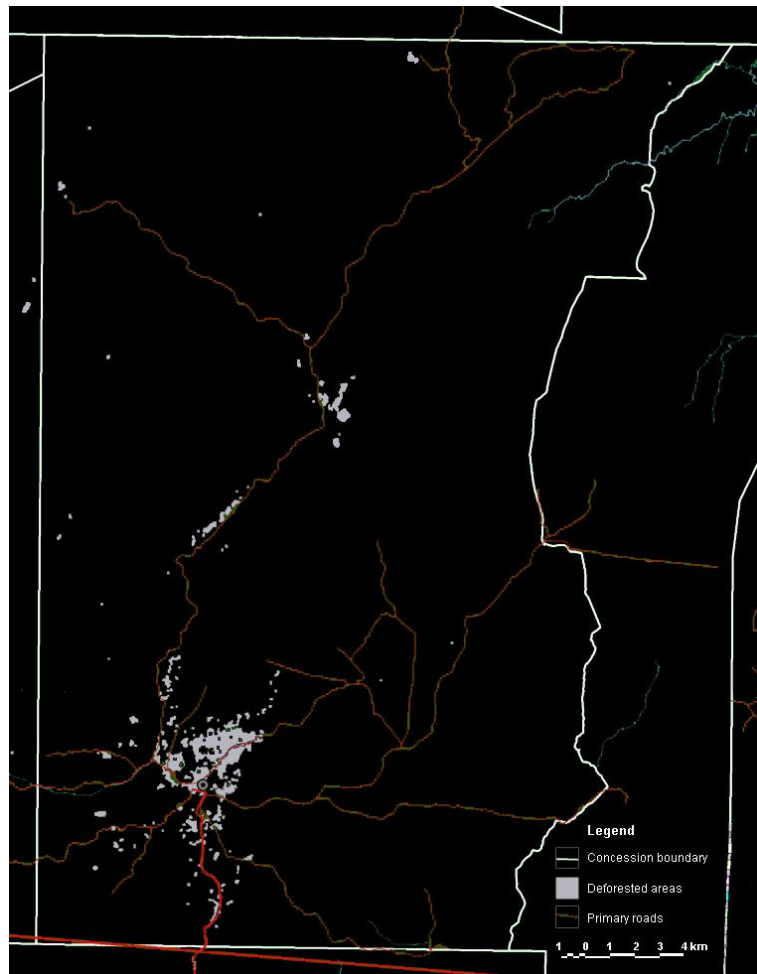 Legend
Concession boundary
Deforested areas
Primary roads
1 0 1 2 3 4 km